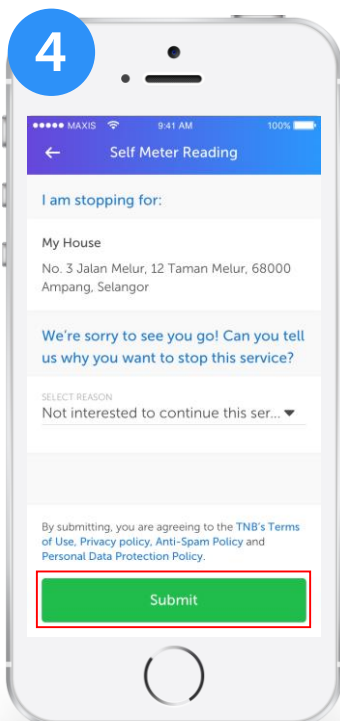 4
MAXIS 9:41 AM 100%
Self Meter Reading
I am stopping for:
My House
No. 3 Jalan Melur, 12 Taman Melur, 68000
Ampang, Selangor
We're sorry to see you go! Can you tell
us why you want to stop this service?
SELECT REASON
Not interested to continue this ser...
By submitting, you are agreeing to the TNB's Terms
of Use, Privacy policy, Anti-Spam Policy and
Personal Data Protection Policy.
Submit